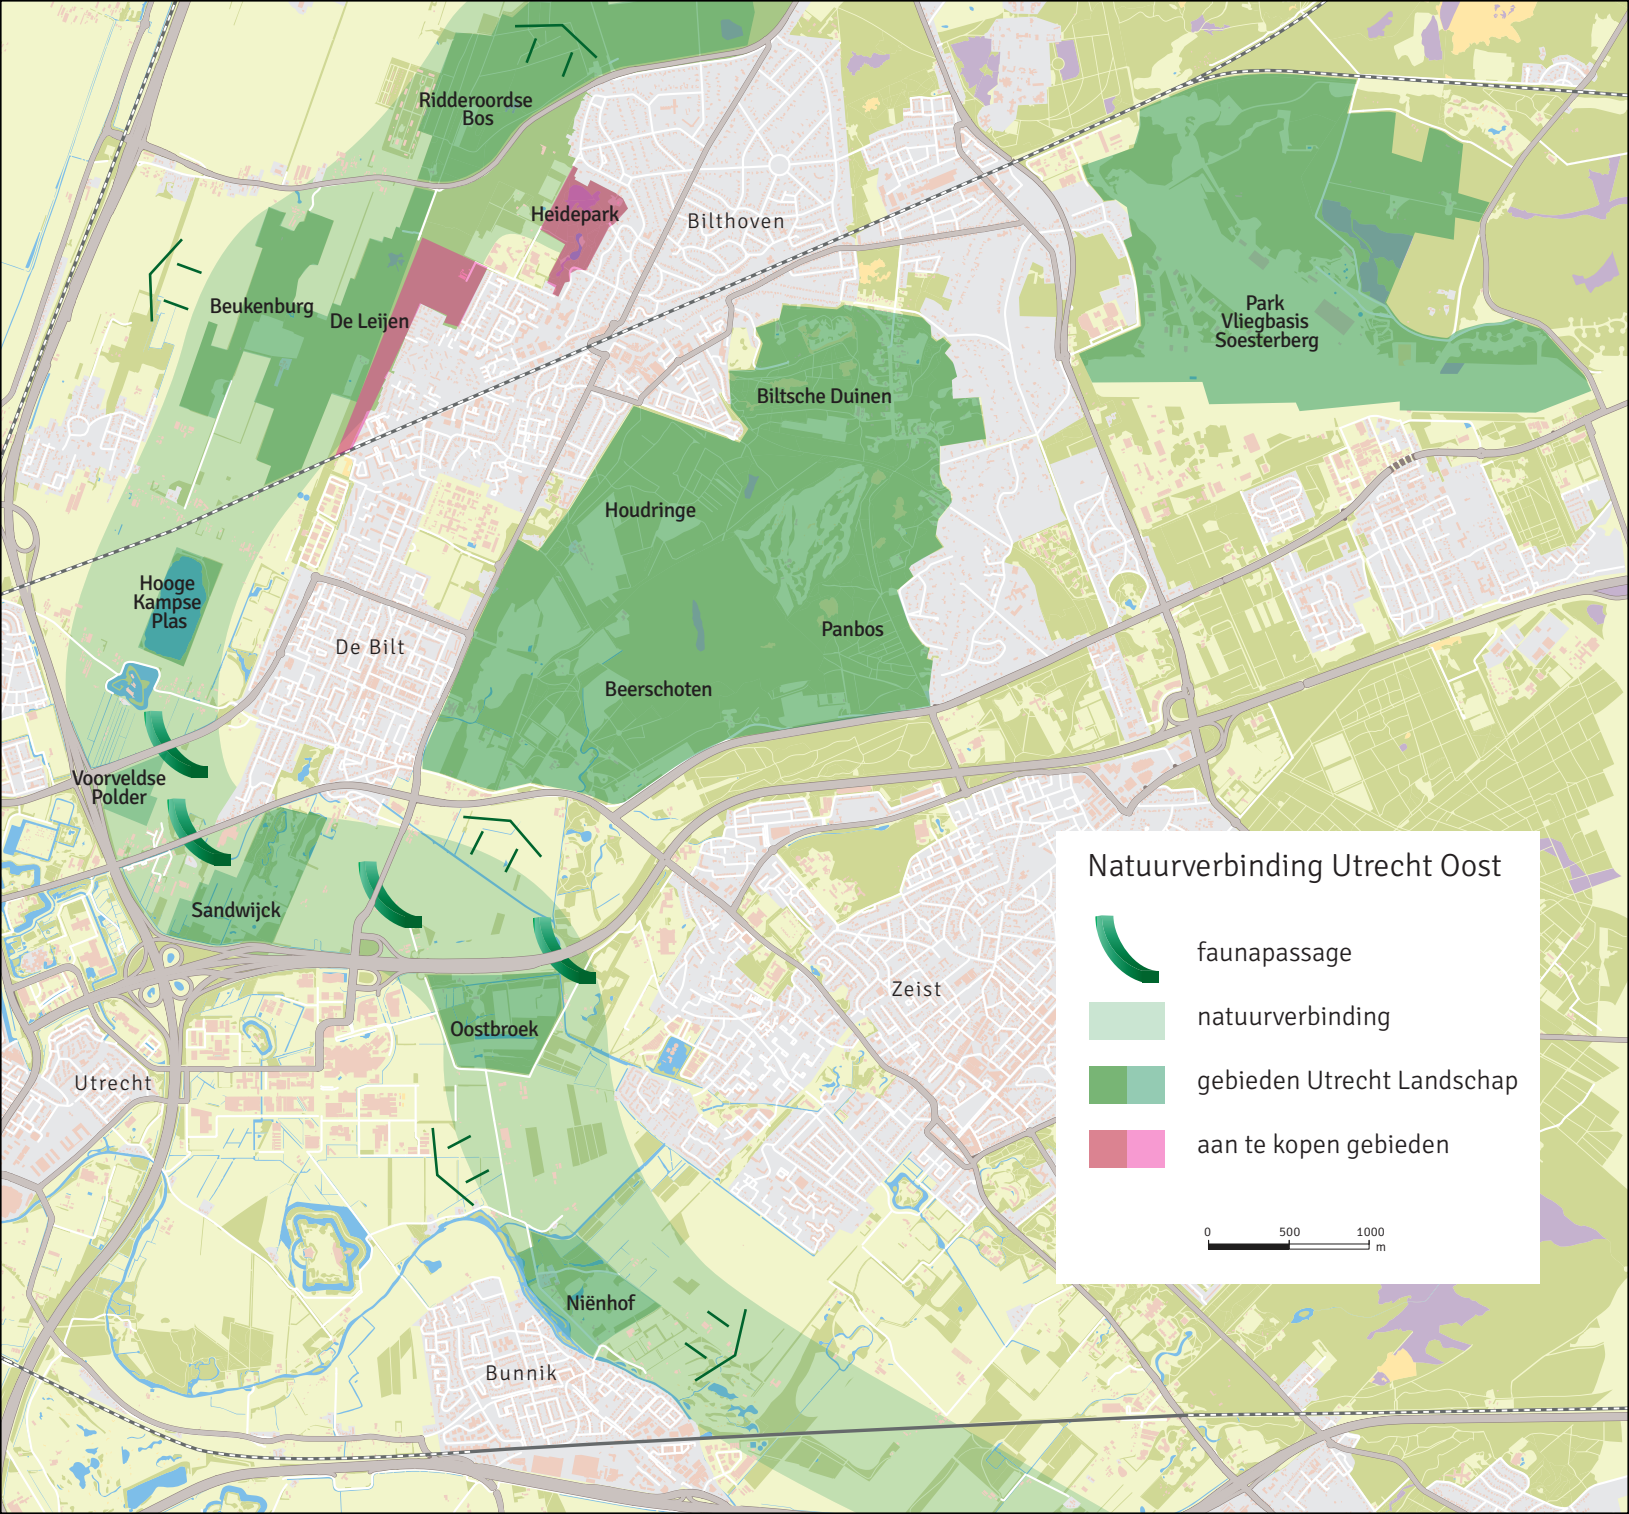 Ridderoordse
Bos
Heidepark
Bilthoven
Beukenburg
De Leijen
Park
Vliegbasis
Soesterberg
Biltsche Duinen
Houdringe
Hooge
Kampse
Plas
De Bilt
Panbos
Beerschoten
Voorveldse
Polder
Sandwijck
Zeist
Oostbroek
Utrecht
Niënhof
Bunnik
Natuurverbinding Utrecht Oost
faunapassage
natuurverbinding
gebieden Utrecht Landschap
aan te kopen gebieden
0 500 1000
m